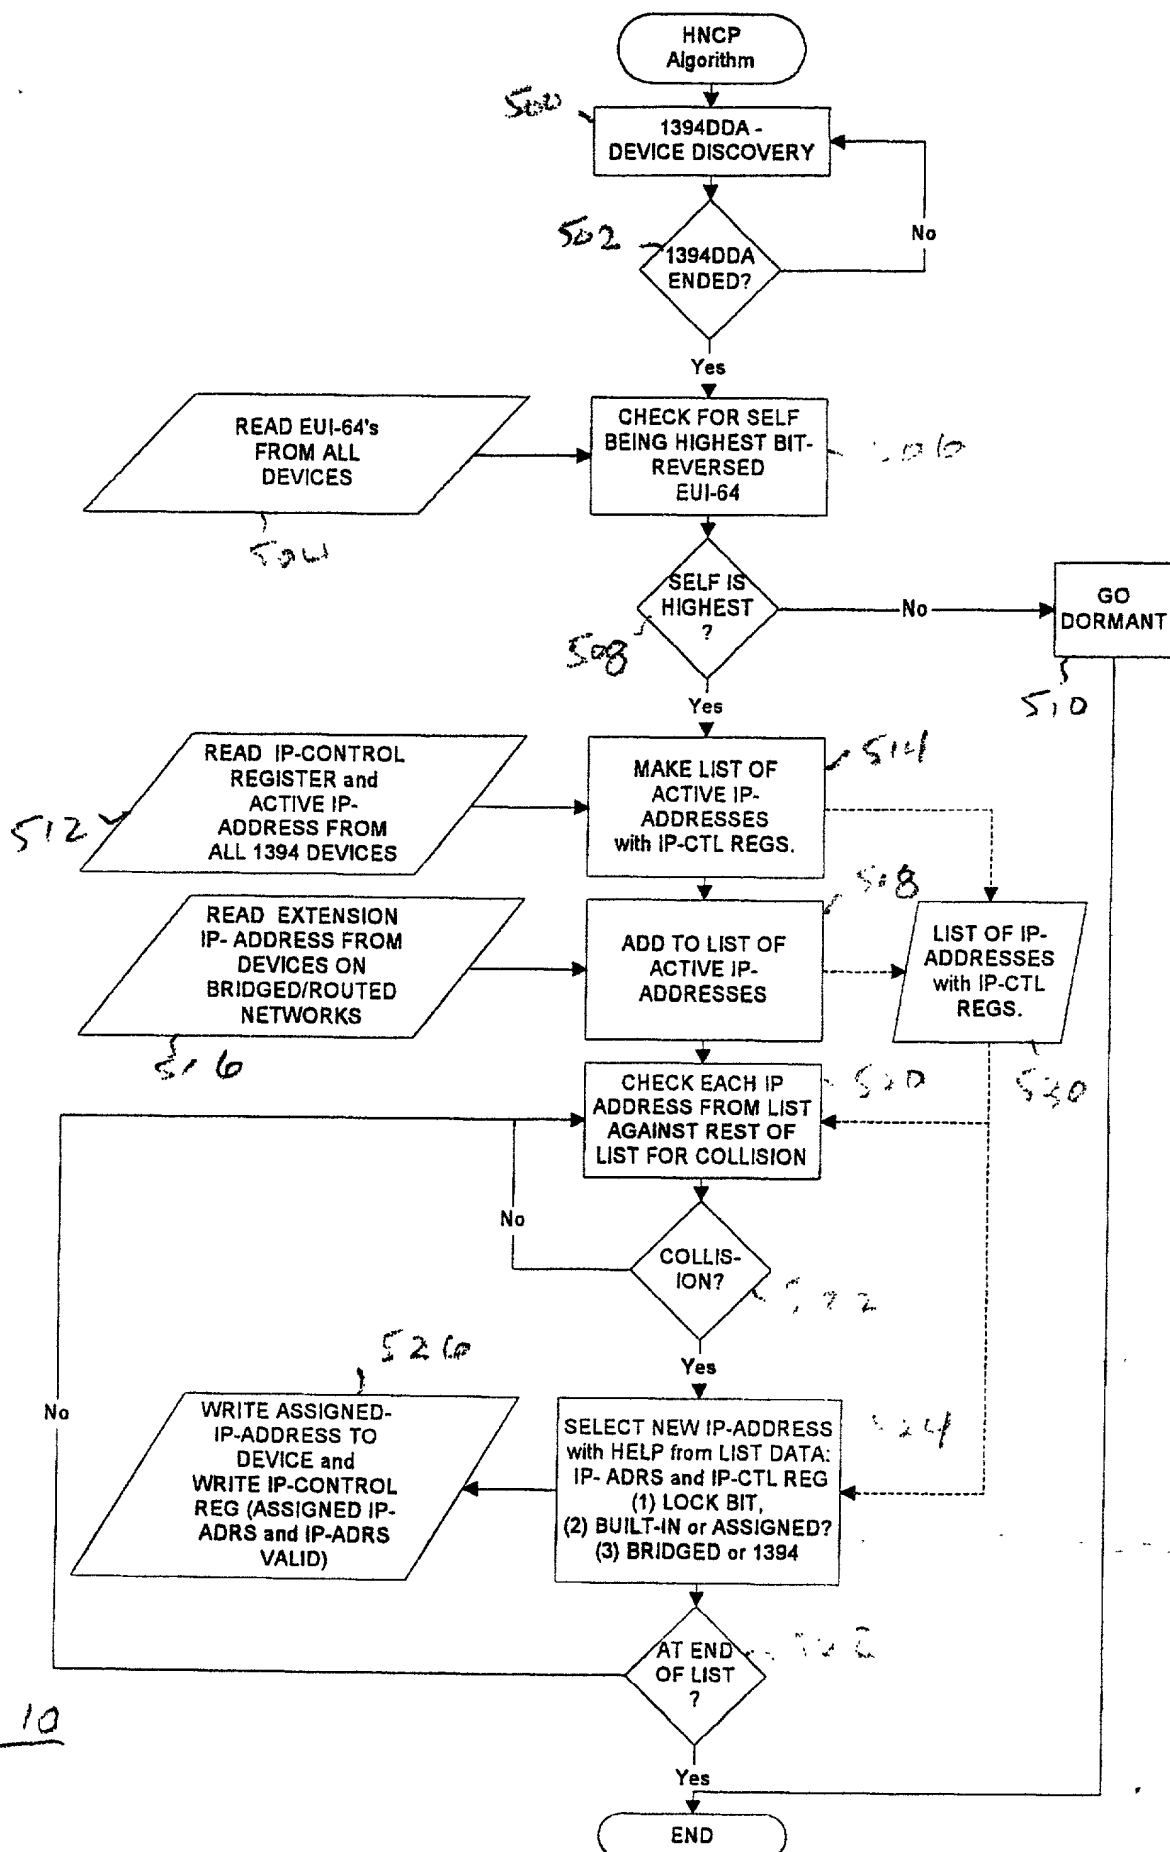 HNCP
Algorithm
500
1394DDA -
DEVICE DISCOVERY
502
1394DDA
ENDED?
No
Yes
READ EUI-64's
FROM ALL
DEVICES
504
CHECK FOR SELF
BEING HIGHEST BIT-
REVERSED
EUI-64
506
SELF IS
HIGHEST
?
508
No
GO
DORMANT
510
Yes
READ IP-CONTROL
REGISTER and
ACTIVE IP-
ADDRESS FROM
ALL 1394 DEVICES
512
MAKE LIST OF
ACTIVE IP-
ADDRESSES
with IP-CTL REGS.
514
READ EXTENSION
IP- ADDRESS FROM
DEVICES ON
BRIDGED/ROUTED
NETWORKS
516
ADD TO LIST OF
ACTIVE IP-
ADDRESSES
508
LIST OF IP-
ADDRESSES
with IP-CTL
REGS.
530
CHECK EACH IP
ADDRESS FROM LIST
AGAINST REST OF
LIST FOR COLLISION
520
No
COLLIS-
ION?
522
Yes
526
WRITE ASSIGNED-
IP-ADDRESS TO
DEVICE and
WRITE IP-CONTROL
REG (ASSIGNED IP-
ADRS and IP-ADRS
VALID)
SELECT NEW IP-ADDRESS
with HELP from LIST DATA:
IP- ADRS and IP-CTL REG
(1) LOCK BIT,
(2) BUILT-IN or ASSIGNED?
(3) BRIDGED or 1394
524
No
AT END
OF LIST
?
10
Yes
END